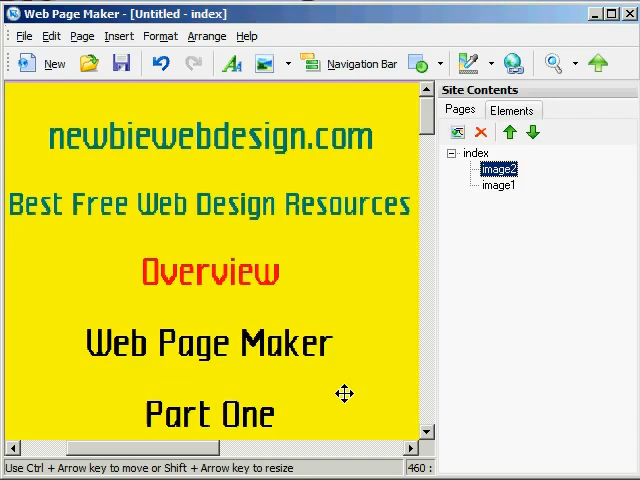 Web Page Maker - [Untitled - index]
File Edit Page Insert Format Arrange Help
New Navigation Bar
Site Contents
Pages Elements
index
image2
image1
newbiewebdesign.com
Best Free Web Design Resources
Overview
Web Page Maker
Part One
Use Ctrl + Arrow key to move or Shift + Arrow key to resize 460 :